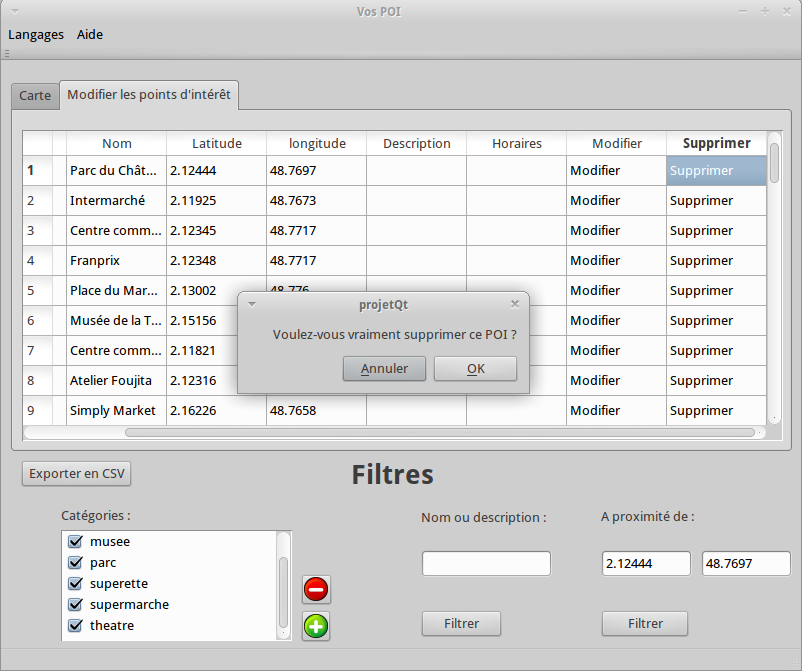 Vos POI
Langages Aide
Carte Modifier les points d'intérêt
Nom Latitude longitude Description Horaires Modifier Supprimer
1 Parc du Chât... 2.12444 48.7697 Modifier Supprimer
2 Intermarché 2.11925 48.7673 Modifier Supprimer
3 Centre comm... 2.12345 48.7717 Modifier Supprimer
4 Franprix 2.12348 48.7717 Modifier Supprimer
5 Place du Mar... 2.13002 48.776 Modifier Supprimer
6 Musée de la T... 2.15156 Modifier Supprimer
7 Centre comm... 2.11821 Modifier Supprimer
8 Atelier Foujita 2.12316 Modifier Supprimer
9 Simply Market 2.16226 48.7658 Modifier Supprimer
projetQt
Voulez-vous vraiment supprimer ce POI ?
Annuler OK
Exporter en CSV
Filtres
Catégories :
musee
parc
superette
supermarche
theatre
Nom ou description :
Filtrer
A proximité de :
2.12444 48.7697
Filtrer